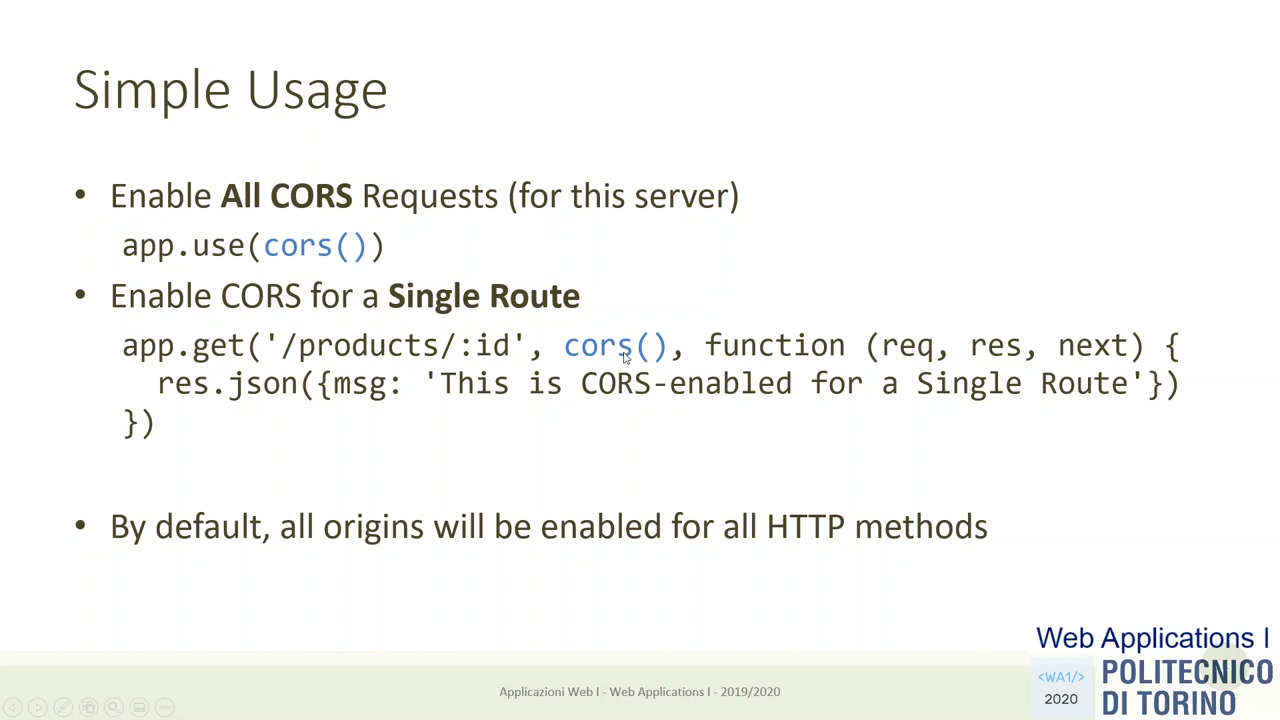 Simple Usage
• Enable All CORS Requests (for this server)
app.use(cors())
• Enable CORS for a Single Route
app.get('/products/:id', cors(), function (req, res, next) {
  res.json({msg: 'This is CORS-enabled for a Single Route'})
})
• By default, all origins will be enabled for all HTTP methods
Applicazioni Web I - Web Applications I - 2019/2020
Web Applications I
<WA1/>
2020
POLITECNICO
DI TORINO